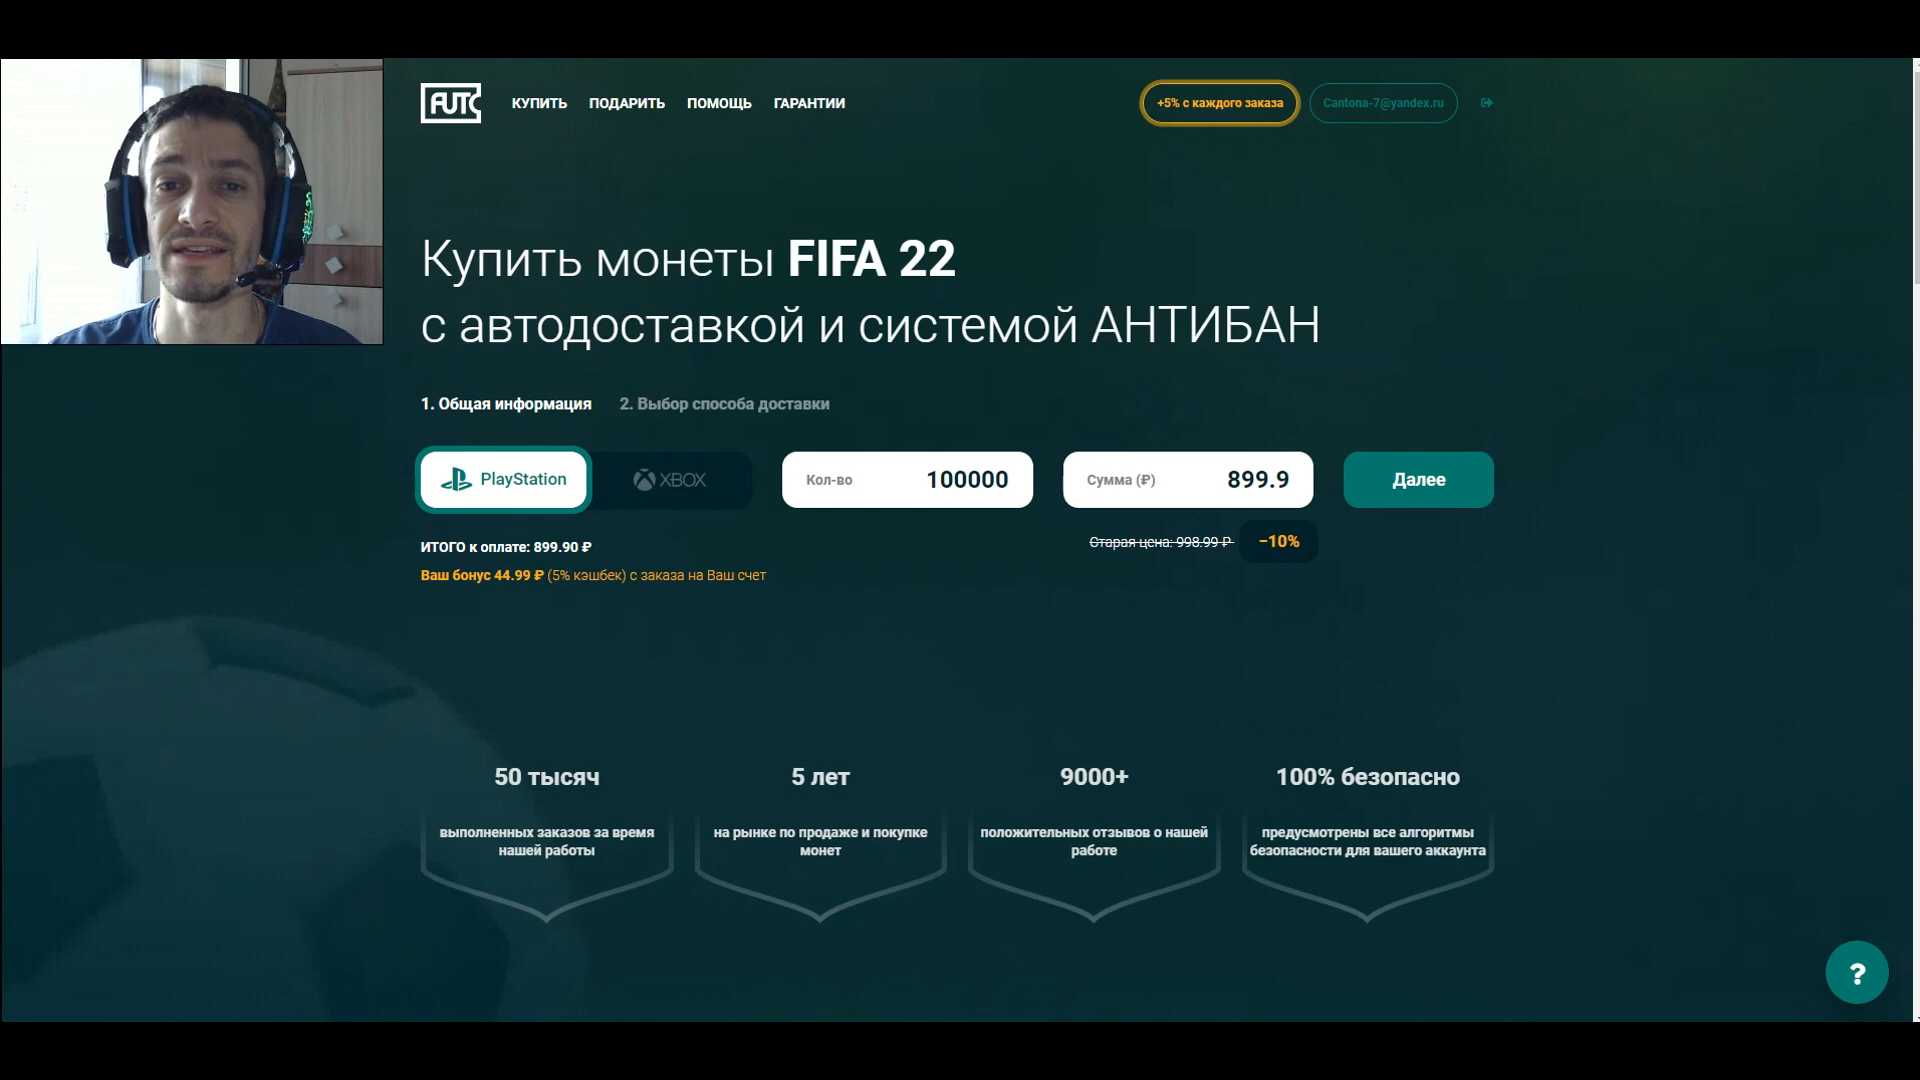 FUTC
КУПИТЬ ПОДАРИТЬ ПОМОЩЬ ГАРАНТИИ
+5% с каждого заказа
Cantona-7@yandex.ru
Купить монеты FIFA 22
с автодоставкой и системой АНТИБАН
1. Общая информация 2. Выбор способа доставки
PlayStation
XBOX
Кол-во 100000
Сумма (₽) 899.9
Далее
ИТОГО к оплате: 899.90 ₽
Старая цена: 998.99 ₽
−10%
Ваш бонус 44.99 ₽ (5% кэшбек) с заказа на Ваш счет
50 тысяч
выполненных заказов за время
нашей работы
5 лет
на рынке по продаже и покупке
монет
9000+
положительных отзывов о нашей
работе
100% безопасно
предусмотрены все алгоритмы
безопасности для вашего аккаунта
?